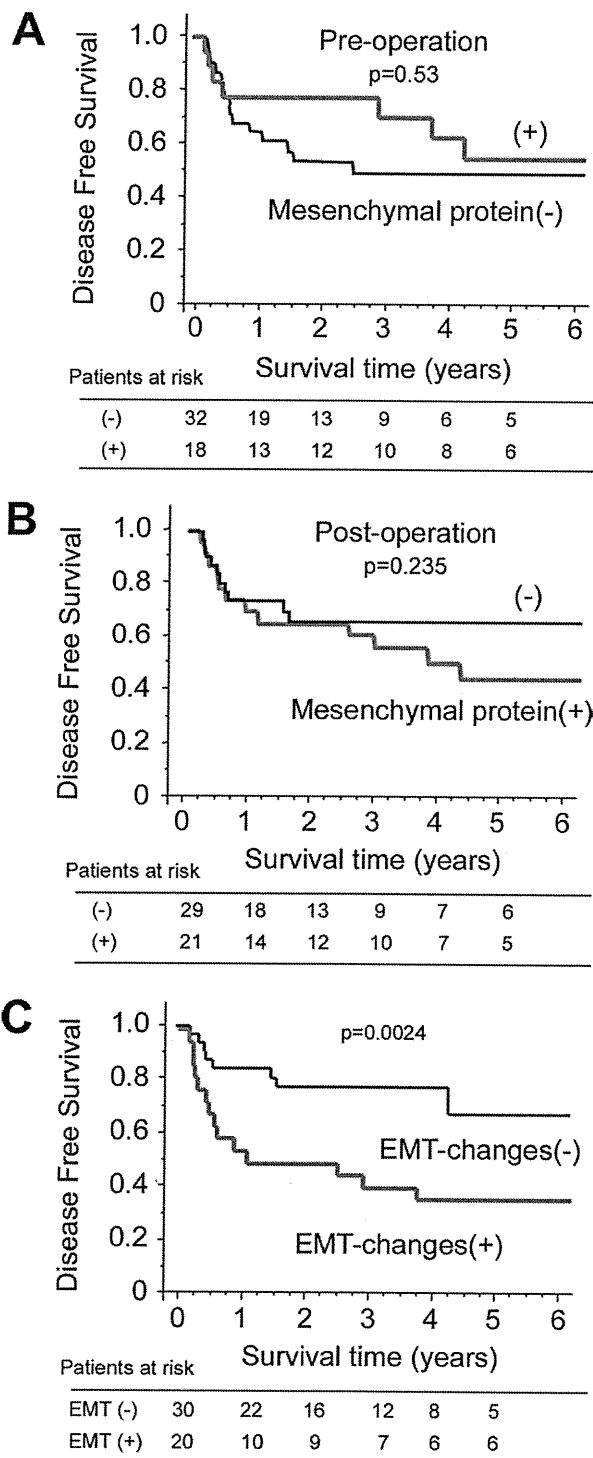 A
Pre-operation
p=0.53
1.0
0.8
0.6
0.4
0.2
0
Disease Free Survival
(+)
Mesenchymal protein(-)
0 1 2 3 4 5 6
Survival time (years)
Patients at risk
(-) 32 19 13 9 6 5
(+) 18 13 12 10 8 6
B
Post-operation
p=0.235
1.0
0.8
0.6
0.4
0.2
0
Disease Free Survival
(-)
Mesenchymal protein(+)
0 1 2 3 4 5 6
Survival time (years)
Patients at risk
(-) 29 18 13 9 7 6
(+) 21 14 12 10 7 5
C
p=0.0024
1.0
0.8
0.6
0.4
0.2
0
Disease Free Survival
EMT-changes(-)
EMT-changes(+)
0 1 2 3 4 5 6
Survival time (years)
Patients at risk
EMT (-) 30 22 16 12 8 5
EMT (+) 20 10 9 7 6 6